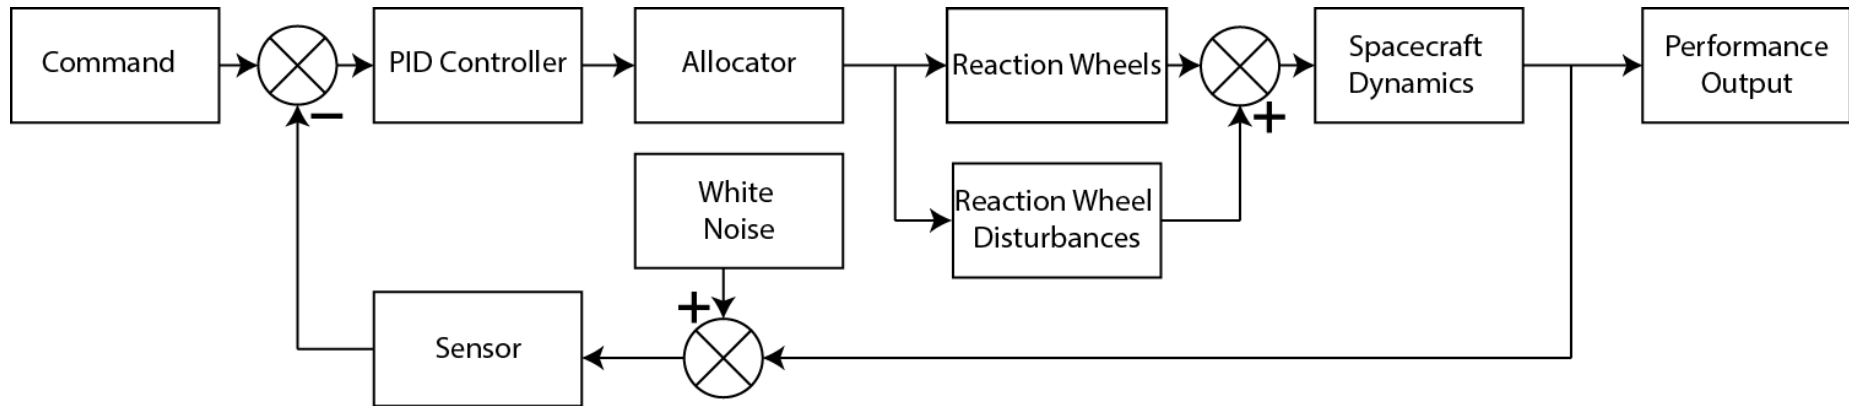 Command
PID Controller
Allocator
Reaction Wheels
Spacecraft
Dynamics
Performance
Output
−
+
White
Noise
Reaction Wheel
Disturbances
+
Sensor